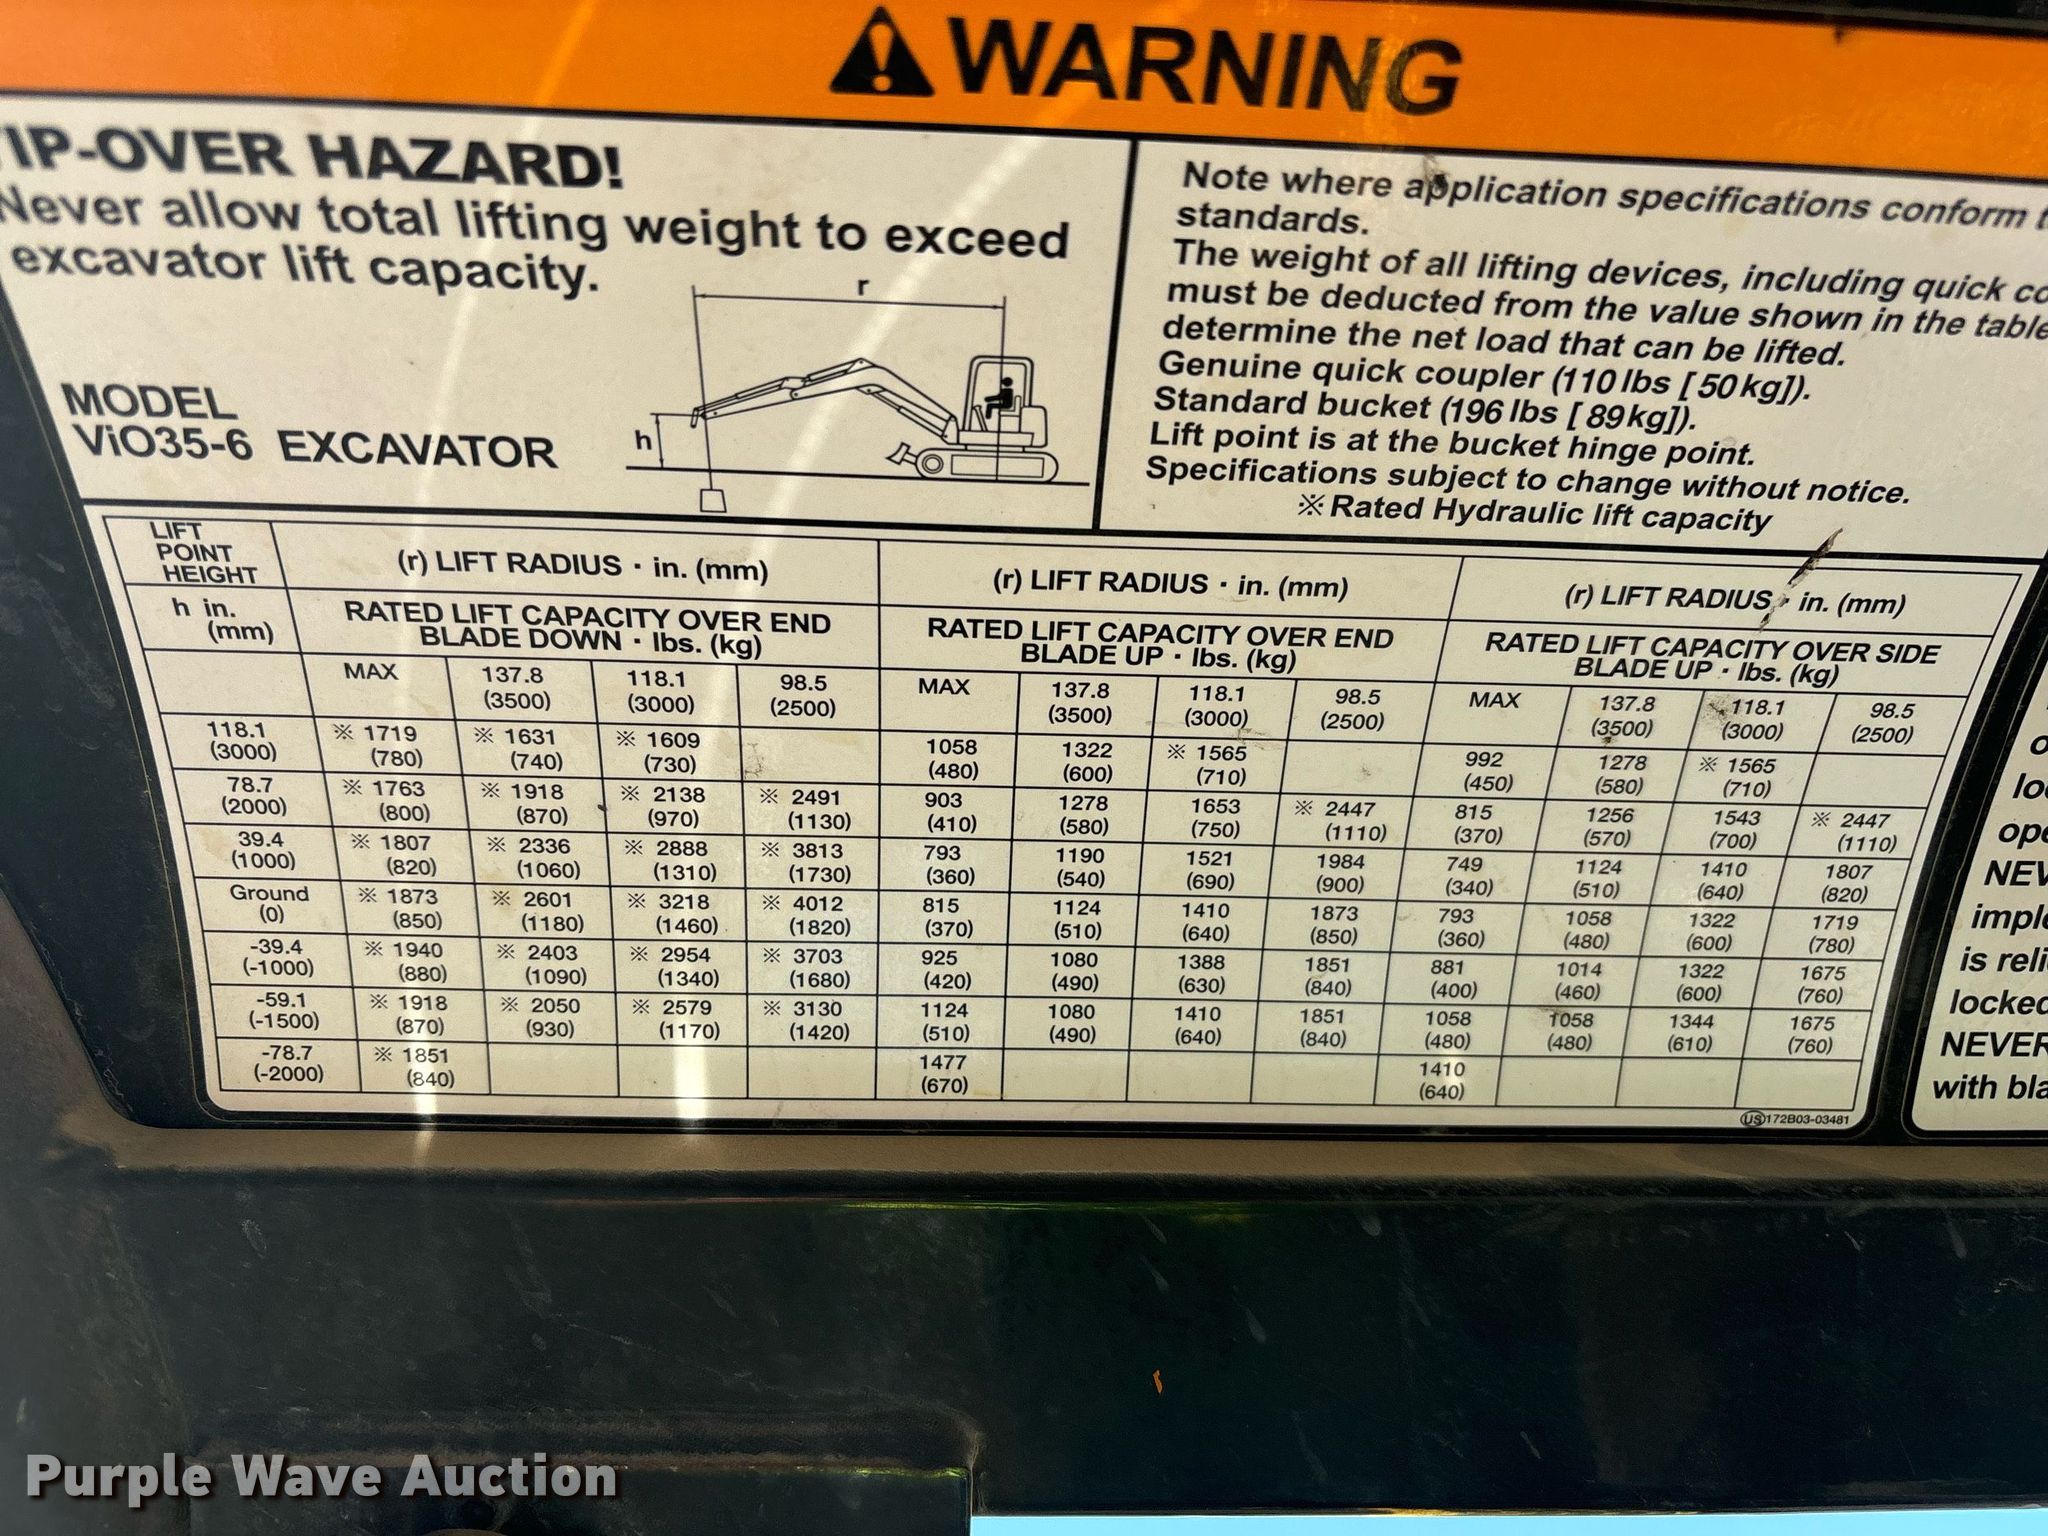 WARNING
TIP-OVER HAZARD!
Never allow total lifting weight to exceed
excavator lift capacity.
r
h
MODEL
ViO35-6 EXCAVATOR
Note where application specifications conform
standards.
The weight of all lifting devices, including quick
must be deducted from the value shown in the table
determine the net load that can be lifted.
Genuine quick coupler (110 lbs [ 50 kg]).
Standard bucket (196 lbs [ 89 kg]).
Lift point is at the bucket hinge point.
Specifications subject to change without notice.
※Rated Hydraulic lift capacity
LIFT
POINT
HEIGHT
(r) LIFT RADIUS · in. (mm) (r) LIFT RADIUS · in. (mm) (r) LIFT RADIUS · in. (mm)
h in.
(mm)
RATED LIFT CAPACITY OVER END
BLADE DOWN · lbs. (kg)
RATED LIFT CAPACITY OVER END
BLADE UP · lbs. (kg)
RATED LIFT CAPACITY OVER SIDE
BLADE UP · lbs. (kg)
MAX 137.8 118.1 98.5 MAX 137.8 118.1 98.5 MAX 137.8 118.1 98.5
(3500) (3000) (2500) (3500) (3000) (2500) (3500) (3000) (2500)
118.1 ※ 1719 ※ 1631 ※ 1609 1058 1322 ※ 1565 992 1278 ※ 1565
(3000) (780) (740) (730) (480) (600) (710) (450) (580) (710)
78.7 ※ 1763 ※ 1918 ※ 2138 ※ 2491 903 1278 1653 ※ 2447 815 1256 1543 ※ 2447
(2000) (800) (870) (970) (1130) (410) (580) (750) (1110) (370) (570) (700) (1110)
39.4 ※ 1807 ※ 2336 ※ 2888 ※ 3813 793 1190 1521 1984 749 1124 1410 1807
(1000) (820) (1060) (1310) (1730) (360) (540) (690) (900) (340) (510) (640) (820)
Ground ※ 1873 ※ 2601 ※ 3218 ※ 4012 815 1124 1410 1873 793 1058 1322 1719
(0) (850) (1180) (1460) (1820) (370) (510) (640) (850) (360) (480) (600) (780)
-39.4 ※ 1940 ※ 2403 ※ 2954 ※ 3703 925 1080 1388 1851 881 1014 1322 1675
(-1000) (880) (1090) (1340) (1680) (420) (490) (630) (840) (400) (460) (600) (760)
-59.1 ※ 1918 ※ 2050 ※ 2579 ※ 3130 1124 1080 1410 1851 1058 1058 1344 1675
(-1500) (870) (930) (1170) (1420) (510) (490) (640) (840) (480) (480) (610) (760)
-78.7 ※ 1851 1477 1410
(-2000) (840) (670) (640)
US 172B03-03481
NEVER
is
locked
NEVER
with
Purple Wave Auction